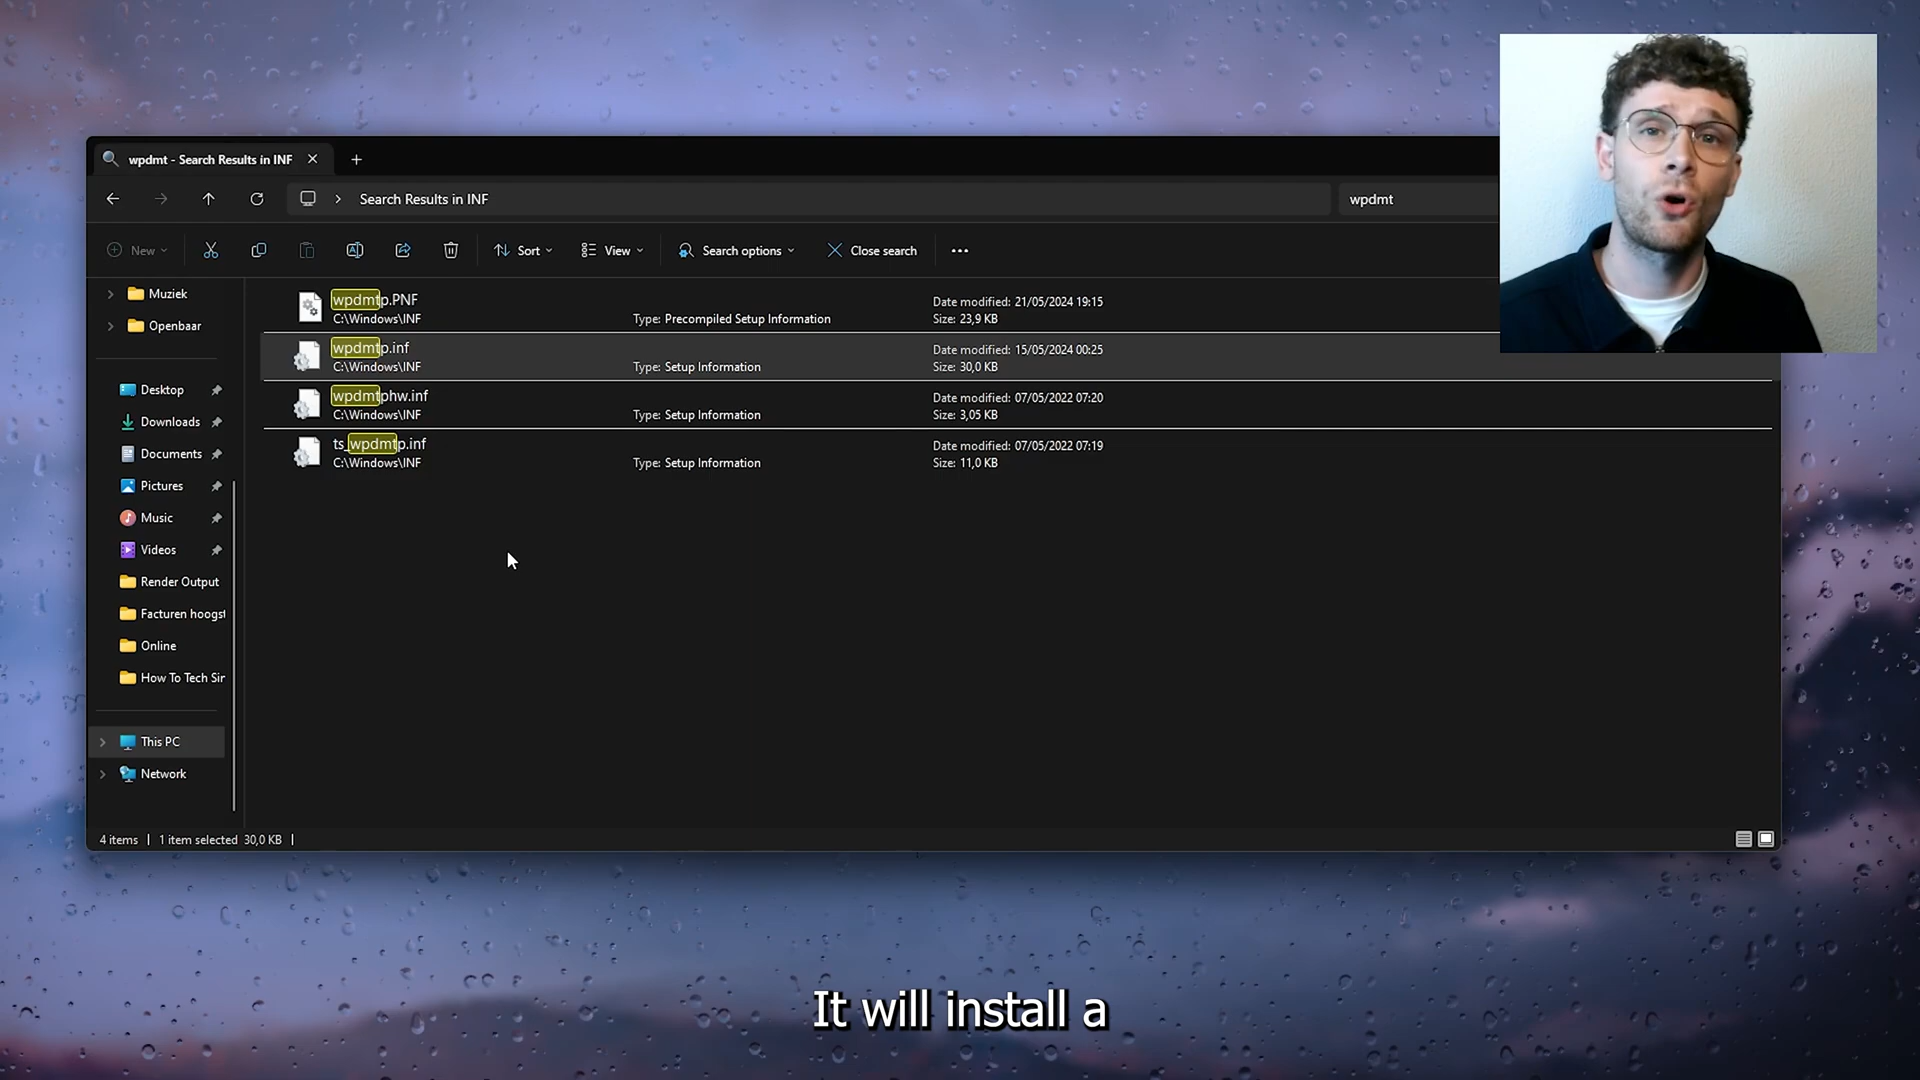 wpdmt - Search Results in INF
Search Results in INF
wpdmt
New
Sort
View
Search options
Close search
Muziek
Openbaar
Desktop
Downloads
Documents
Pictures
Music
Videos
Render Output
Facturen hoogst
Online
How To Tech Sir
This PC
Network
wpdmtp.PNF
C:\Windows\INF
Type: Precompiled Setup Information
Date modified: 21/05/2024 19:15
Size: 23,9 KB
wpdmtp.inf
C:\Windows\INF
Type: Setup Information
Date modified: 15/05/2024 00:25
Size: 30,0 KB
wpdmtphw.inf
C:\Windows\INF
Type: Setup Information
Date modified: 07/05/2022 07:20
Size: 3,05 KB
ts_wpdmtp.inf
C:\Windows\INF
Type: Setup Information
Date modified: 07/05/2022 07:19
Size: 11,0 KB
4 items | 1 item selected 30,0 KB |
It will install a